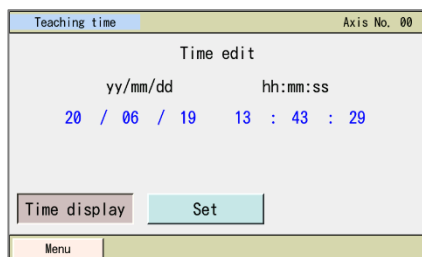 Teaching time Axis No. 00
Time edit
yy/mm/dd hh:mm:ss
20 / 06 / 19 13 : 43 : 29
Time display Set
Menu